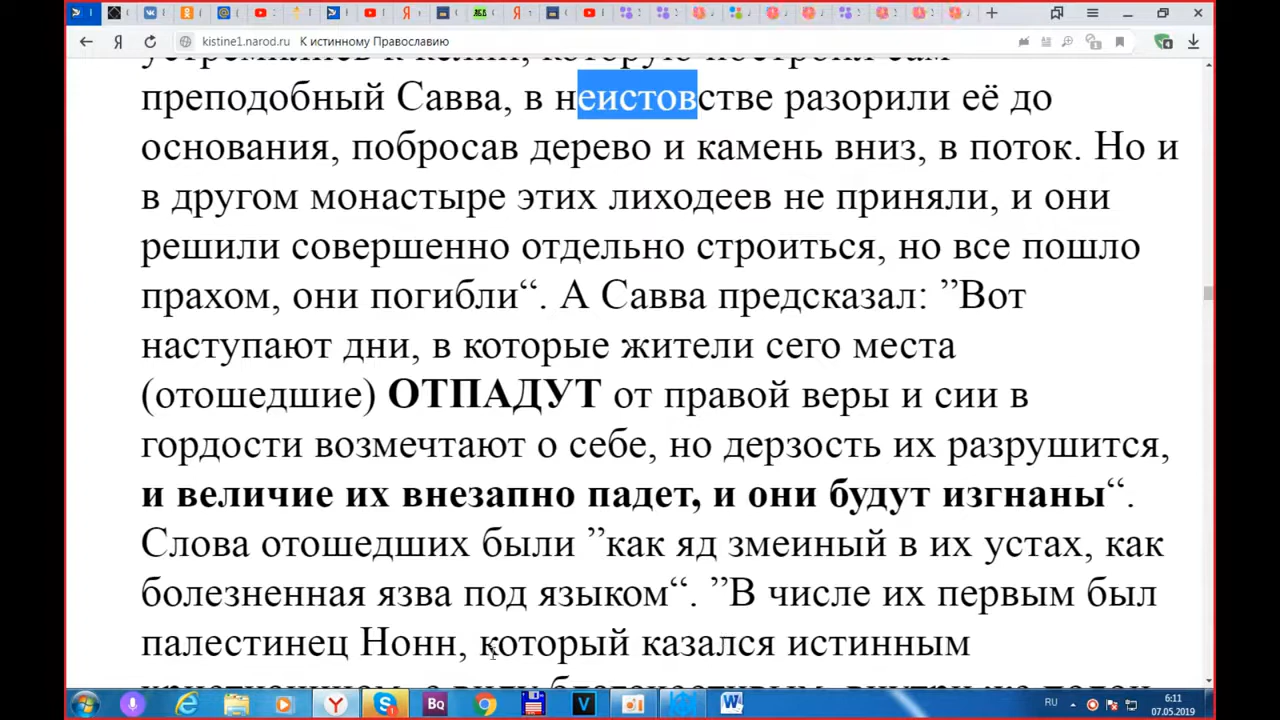 kistine1.narod.ru К истинному Православию
преподобный Савва, в неистовстве разорили её до
основания, побросав дерево и камень вниз, в поток. Но и
в другом монастыре этих лиходеев не приняли, и они
решили совершенно отдельно строиться, но все пошло
прахом, они погибли“. А Савва предсказал: ”Вот
наступают дни, в которые жители сего места
(отошедшие) ОТПАДУТ от правой веры и сии в
гордости возмечтают о себе, но дерзость их разрушится,
и величие их внезапно падет, и они будут изгнаны“.
Слова отошедших были ”как яд змеиный в их устах, как
болезненная язва под языком“. ”В числе их первым был
палестинец Нонн, который казался истинным
RU
6:11
07.05.2019